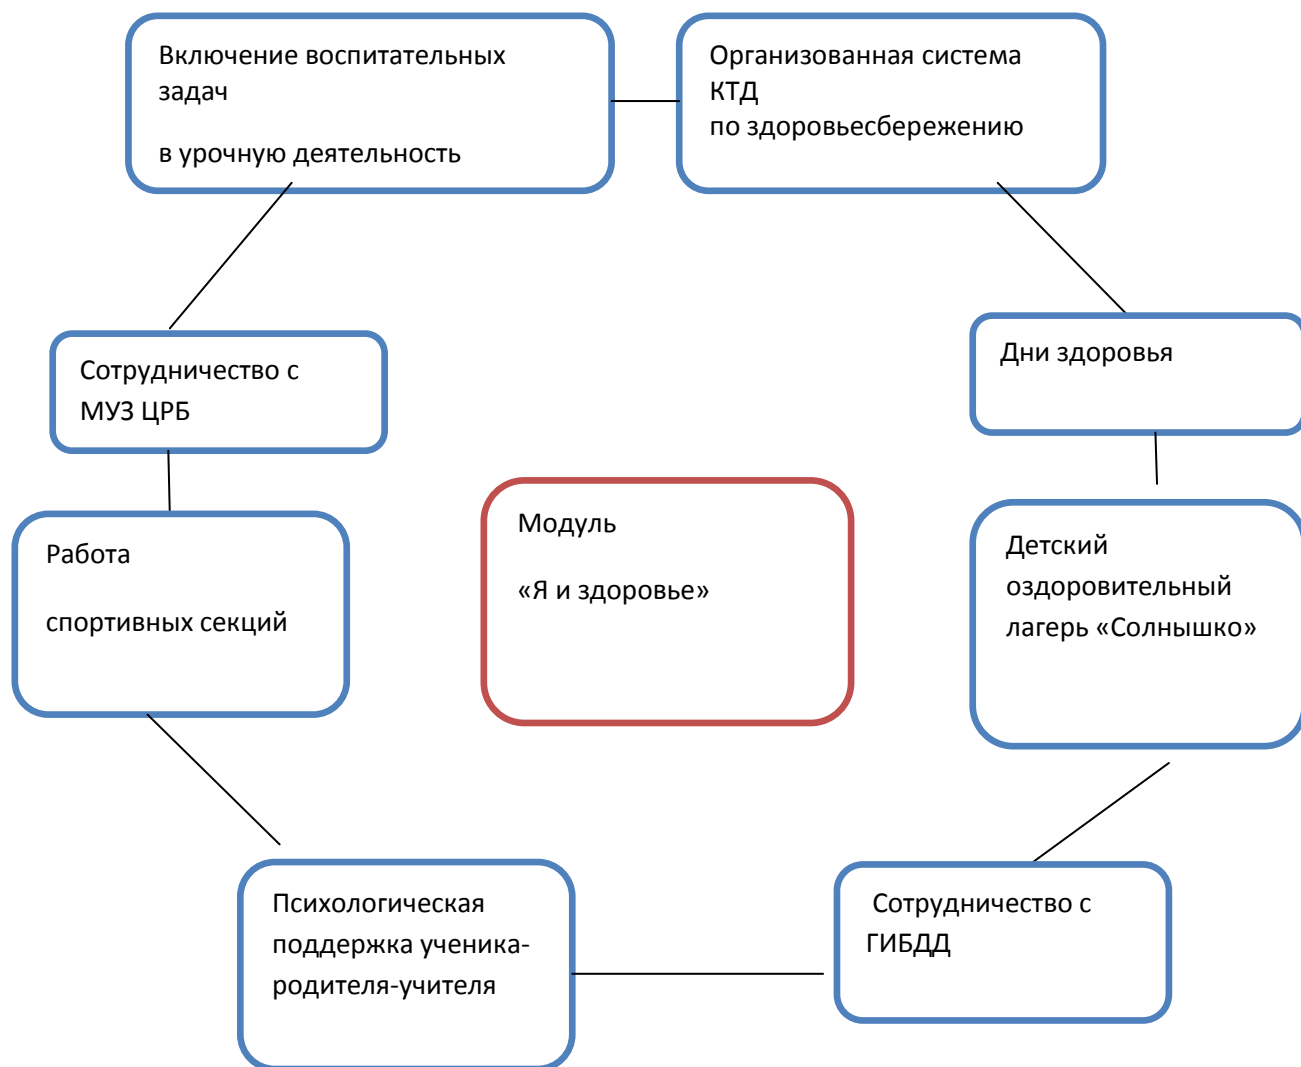 Включение воспитательных
задач
в урочную деятельность
Организованная система
КТД
по здоровьесбережению
Сотрудничество с
МУЗ ЦРБ
Дни здоровья
Работа
спортивных секций
Модуль
«Я и здоровье»
Детский
оздоровительный
лагерь «Солнышко»
Психологическая
поддержка ученика-
родителя-учителя
Сотрудничество с
ГИБДД